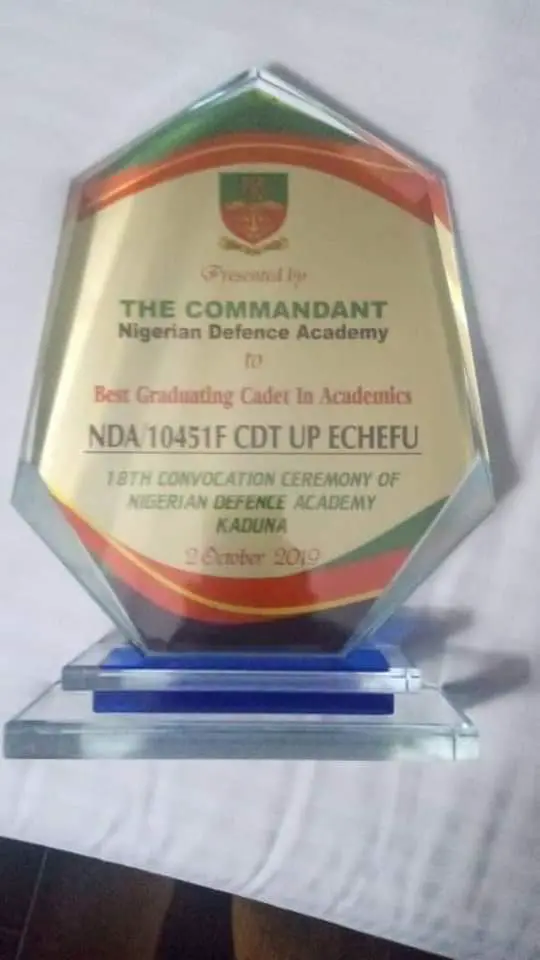 Presented by
THE COMMANDANT
Nigerian Defence Academy
to
Best Graduating Cadet In Academics
NDA/10451F CDT UP ECHEFU
18TH CONVOCATION CEREMONY OF
NIGERIAN DEFENCE ACADEMY
KADUNA
2 October 2019